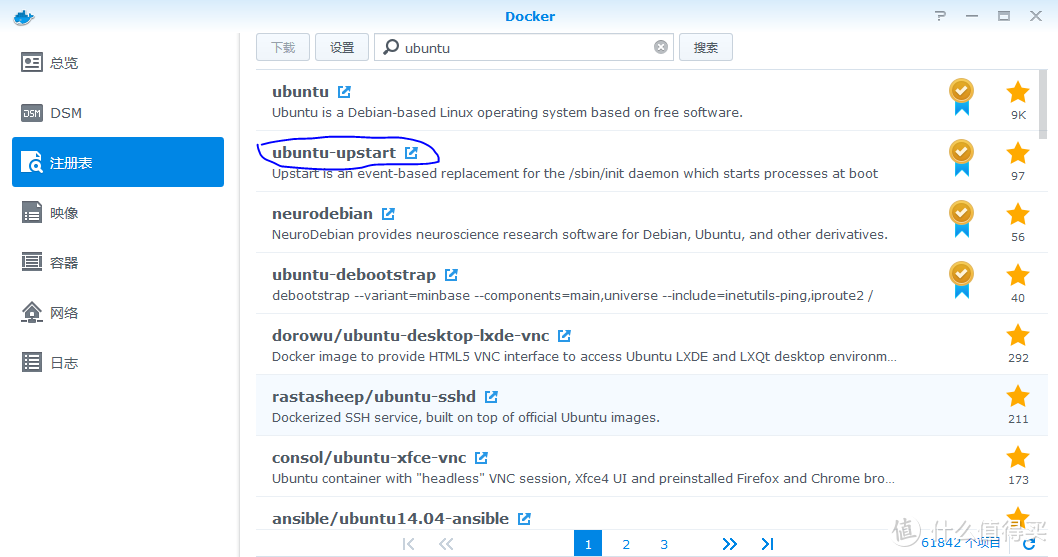 Docker
下载 设置 ubuntu 搜索
总览
DSM DSM
注册表
映像
容器
网络
日志
ubuntu
Ubuntu is a Debian-based Linux operating system based on free software.
9K
ubuntu-upstart
Upstart is an event-based replacement for the /sbin/init daemon which starts processes at boot
97
neurodebian
NeuroDebian provides neuroscience research software for Debian, Ubuntu, and other derivatives.
56
ubuntu-debootstrap
debootstrap --variant=minbase --components=main,universe --include=inetutils-ping,iproute2 /
40
dorowu/ubuntu-desktop-lxde-vnc
Docker image to provide HTML5 VNC interface to access Ubuntu LXDE and LXQt desktop environm...
292
rastasheep/ubuntu-sshd
Dockerized SSH service, built on top of official Ubuntu images.
211
consol/ubuntu-xfce-vnc
Ubuntu container with "headless" VNC session, Xfce4 UI and preinstalled Firefox and Chrome bro...
173
ansible/ubuntu14.04-ansible
1 2 3
61842 个项目
值 什么值得买